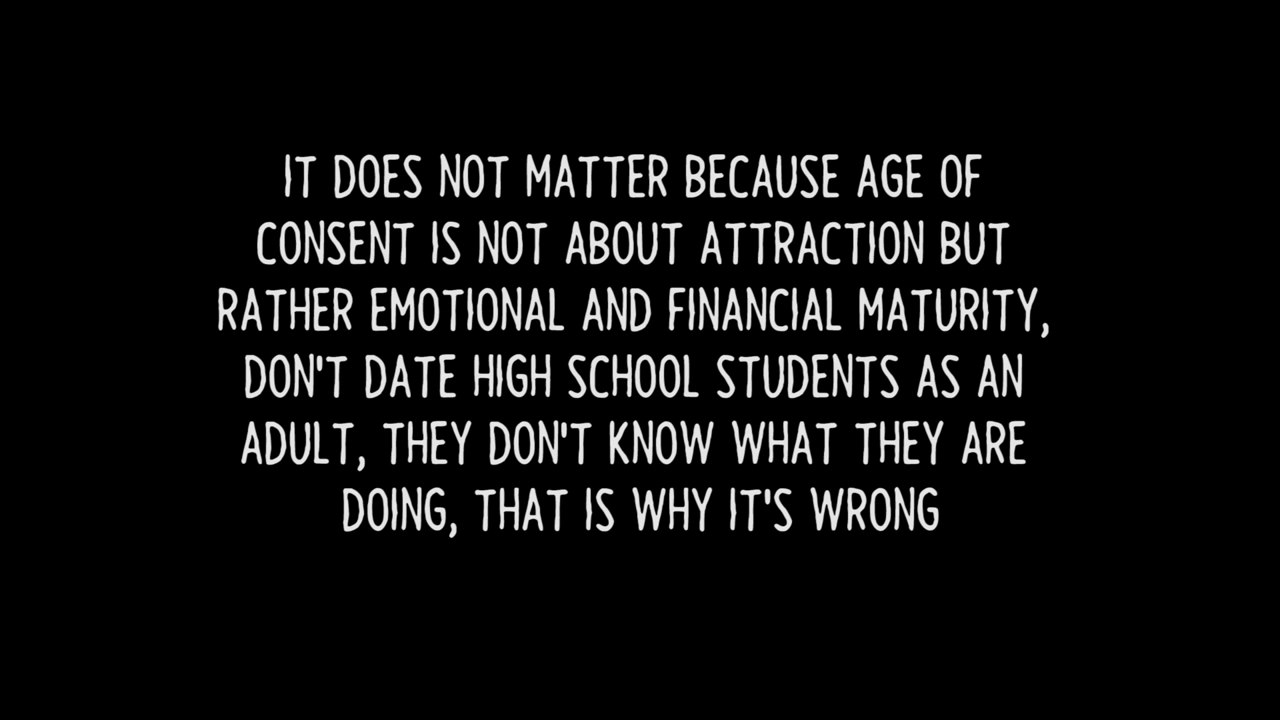 IT DOES NOT MATTER BECAUSE AGE OF
CONSENT IS NOT ABOUT ATTRACTION BUT
RATHER EMOTIONAL AND FINANCIAL MATURITY,
DON'T DATE HIGH SCHOOL STUDENTS AS AN
ADULT, THEY DON'T KNOW WHAT THEY ARE
DOING, THAT IS WHY IT'S WRONG